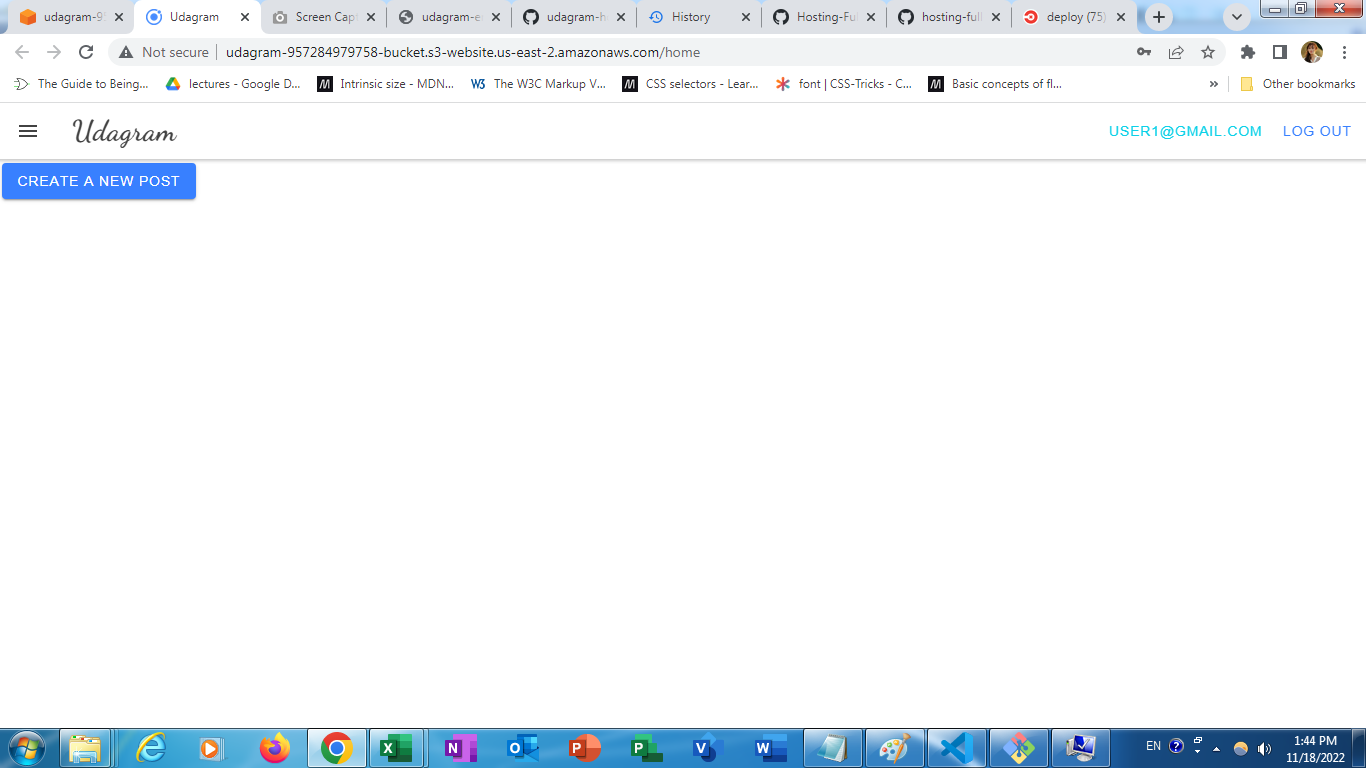 udagram-95
Udagram
Screen Capt
udagram-e
udagram-h
History
Hosting-Ful
hosting-full
deploy (75)
Not secure
udagram-957284979758-bucket.s3-website.us-east-2.amazonaws.com/home
The Guide to Being...
lectures - Google D...
Intrinsic size - MDN...
W3 The W3C Markup V...
CSS selectors - Lear...
font | CSS-Tricks - C...
Basic concepts of fl...
»
Other bookmarks
Udagram
USER1@GMAIL.COM
LOG OUT
CREATE A NEW POST
EN
1:44 PM
11/18/2022